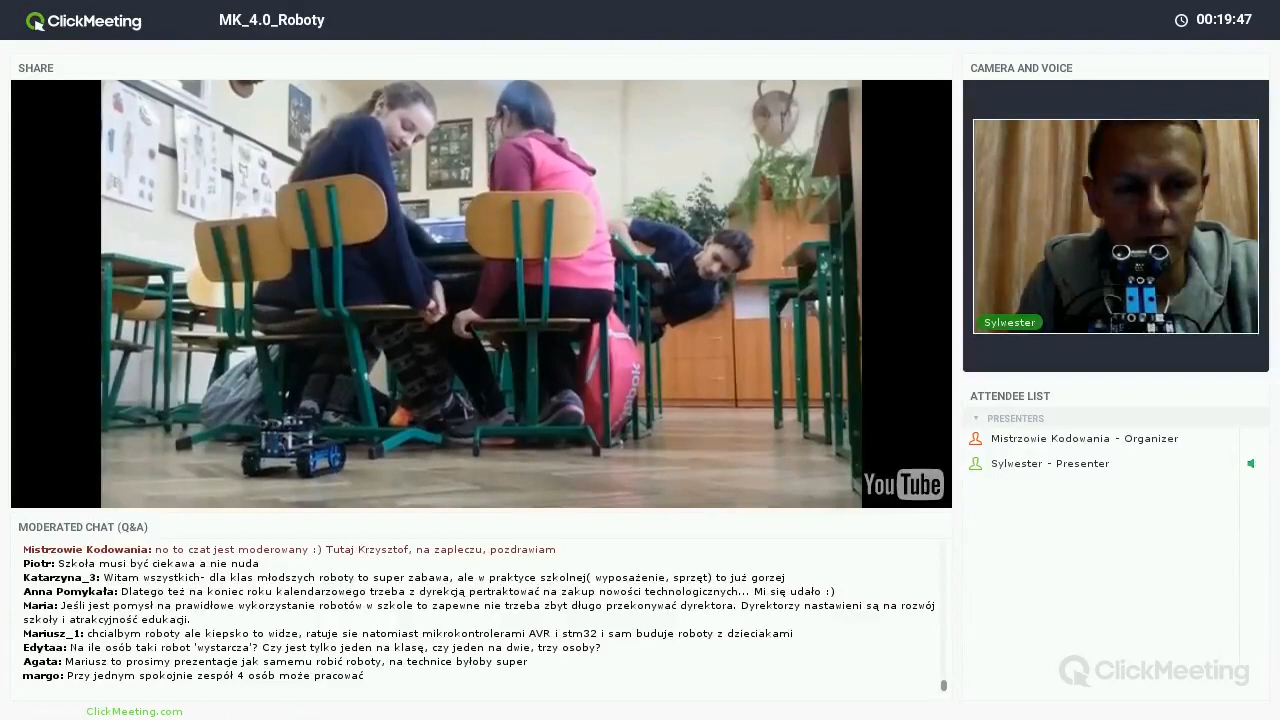 ClickMeeting
MK_4.0_Roboty
00:19:47
SHARE
CAMERA AND VOICE
YouTube
Sylwester
ATTENDEE LIST
PRESENTERS
Mistrzowie Kodowania - Organizer
Sylwester - Presenter
MODERATED CHAT (Q&A)
Mistrzowie Kodowania: no to czat jest moderowany :) Tutaj Krzysztof, na zapleczu, pozdrawiam
Piotr: Szkoła musi być ciekawa a nie nuda
Katarzyna_3: Witam wszystkich- dla klas młodszych roboty to super zabawa, ale w praktyce szkolnej( wyposażenie, sprzęt) to już gorzej
Anna Pomykała: Dlatego też na koniec roku kalendarzowego trzeba z dyrekcją pertraktować na zakup nowości technologicznych... Mi się udało :)
Maria: Jeśli jest pomysł na prawidłowe wykorzystanie robotów w szkole to zapewne nie trzeba zbyt długo przekonywać dyrektora. Dyrektorzy nastawieni są na rozwój
szkoły i atrakcyjność edukacji.
Mariusz_1: chcialbym roboty ale kiepsko to widze, ratuje sie natomiast mikrokontrolerami AVR i stm32 i sam buduje roboty z dzieciakami
Edytaa: Na ile osób taki robot 'wystarcza'? Czy jest tylko jeden na klasę, czy jeden na dwie, trzy osoby?
Agata: Mariusz to prosimy prezentacje jak samemu robić roboty, na technice byłoby super
margo: Przy jednym spokojnie zespół 4 osób może pracować
ClickMeeting
ClickMeeting.com